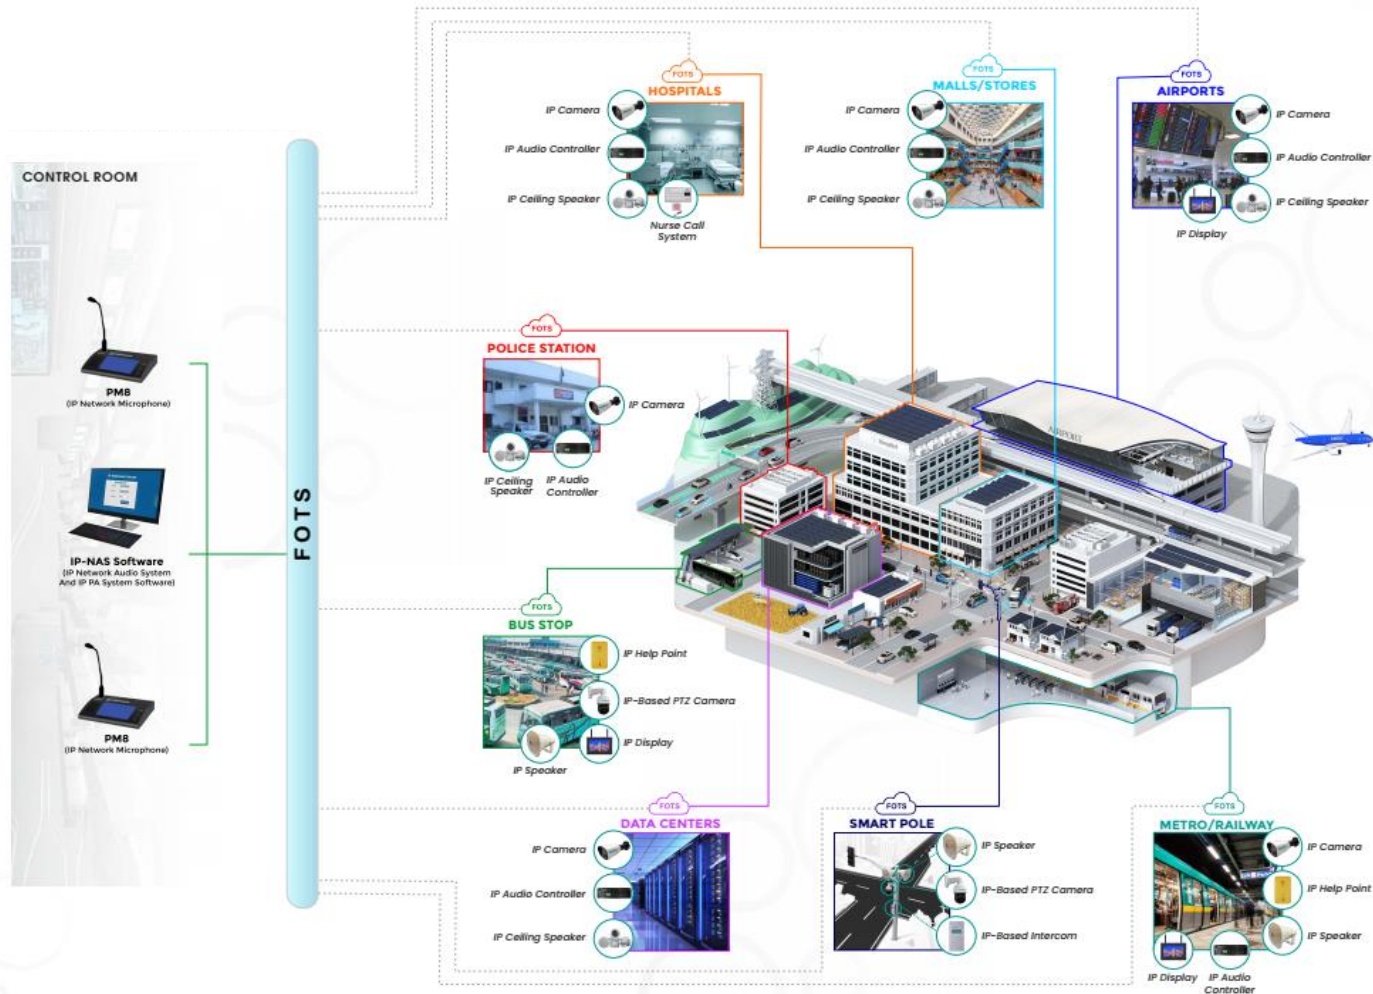 FOTS
FOTS
FOTS
HOSPITALS
MALLS/STORES
AIRPORTS
IP Camera
IP Audio Controller
IP Ceiling Speaker
Nurse Call
System
IP Camera
IP Audio Controller
IP Ceiling Speaker
IP Camera
IP Audio Controller
IP Ceiling Speaker
IP Display
CONTROL ROOM
PM8
(IP Network Microphone)
IP-NAS Software
(IP Network Audio System
And IP PA System Software)
PM8
(IP Network Microphone)
FOTS
FOTS
POLICE STATION
IP Camera
IP Ceiling
Speaker
IP Audio
Controller
AIRPORT
FOTS
BUS STOP
IP Help Point
IP-Based PTZ Camera
IP Display
IP Speaker
FOTS
DATA CENTERS
IP Camera
IP Audio Controller
IP Ceiling Speaker
FOTS
SMART POLE
IP Speaker
IP-Based PTZ Camera
IP-Based Intercom
FOTS
METRO/RAILWAY
IP Camera
IP Help Point
IP Speaker
IP Display
IP Audio
Controller